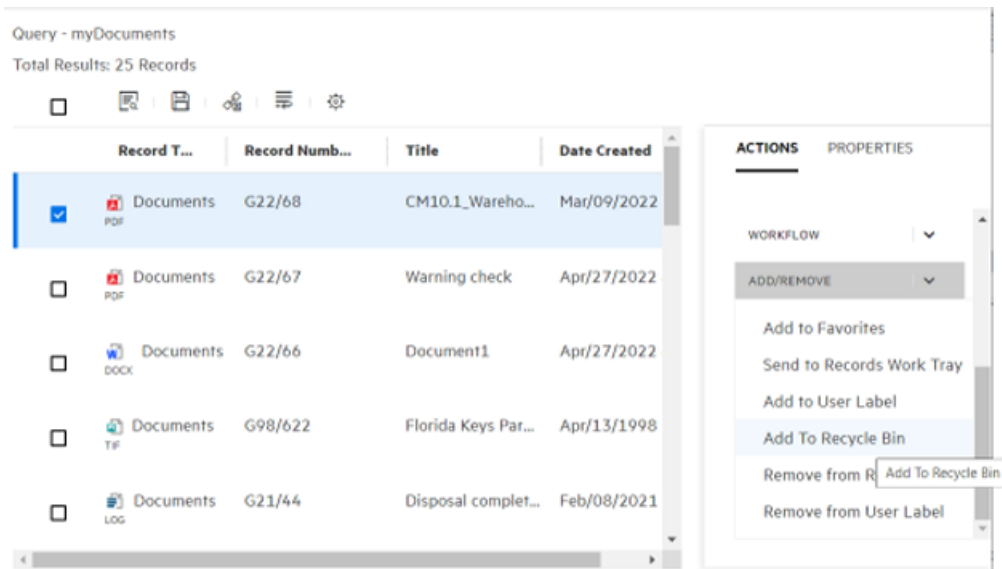 Query - myDocuments
Total Results: 25 Records
Record T... Record Numb... Title Date Created
Documents G22/68 CM10.1_Wareho... Mar/09/2022
PDF
Documents G22/67 Warning check Apr/27/2022
PDF
Documents G22/66 Document1 Apr/27/2022
DOCX
Documents G98/622 Florida Keys Par... Apr/13/1998
TIF
Documents G21/44 Disposal complet... Feb/08/2021
LOG
ACTIONS PROPERTIES
WORKFLOW
ADD/REMOVE
Add to Favorites
Send to Records Work Tray
Add to User Label
Add To Recycle Bin
Remove from R
Add To Recycle Bin
Remove from User Label